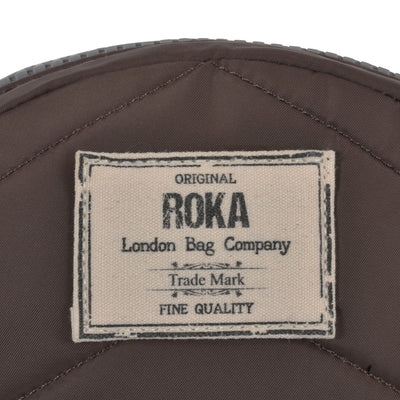 ORIGINAL
ROKA
London Bag Company
Trade Mark
FINE QUALITY